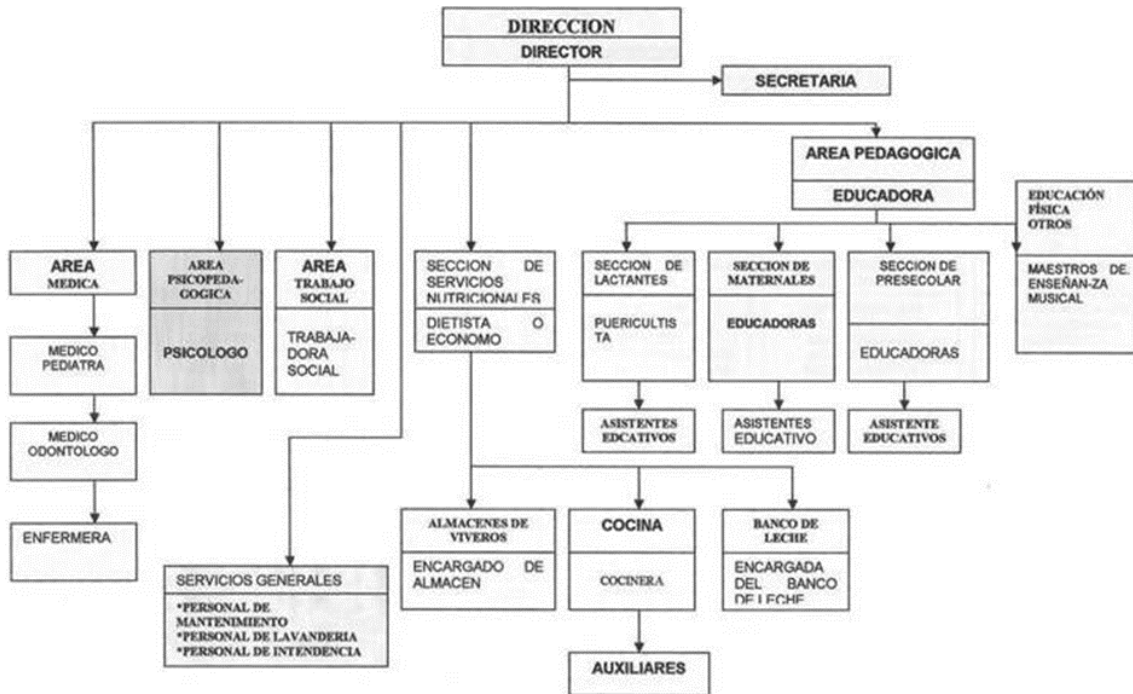 DIRECCION
DIRECTOR
SECRETARIA
AREA PEDAGOGICA
EDUCADORA
EDUCACIÓN
FÍSICA
OTROS
MAESTROS DE.
ENSEÑAN-ZA
MUSICAL
AREA
MEDICA
MEDICO
PEDIATRA
MEDICO
ODONTOLOGO
ENFERMERA
AREA
PSICOPEDA-
GOGICA
PSICOLOGO
AREA
TRABAJO
SOCIAL
TRABAJA-
DORA
SOCIAL
SECCION DE
SERVICIOS
NUTRICIONALES
DIETISTA O
ECONOMO
SECCION DE
LACTANTES
PUERICULTIS
TA
SECCION DE
MATERNALES
EDUCADORAS
SECCION DE
PRESECOLAR
EDUCADORAS
ASISTENTES
EDCATIVOS
ASISTENTES
EDUCATIVO
ASISTENTE
EDUCATIVOS
SERVICIOS GENERALES
*PERSONAL DE
MANTENIMIENTO
*PERSONAL DE LAVANDERIA
*PERSONAL DE INTENDENCIA
ALMACENES DE
VIVEROS
ENCARGADO DE
ALMACEN
COCINA
COCINERA
BANCO DE
LECHE
ENCARGADA
DEL BANCO
DE LECHE
AUXILIARES